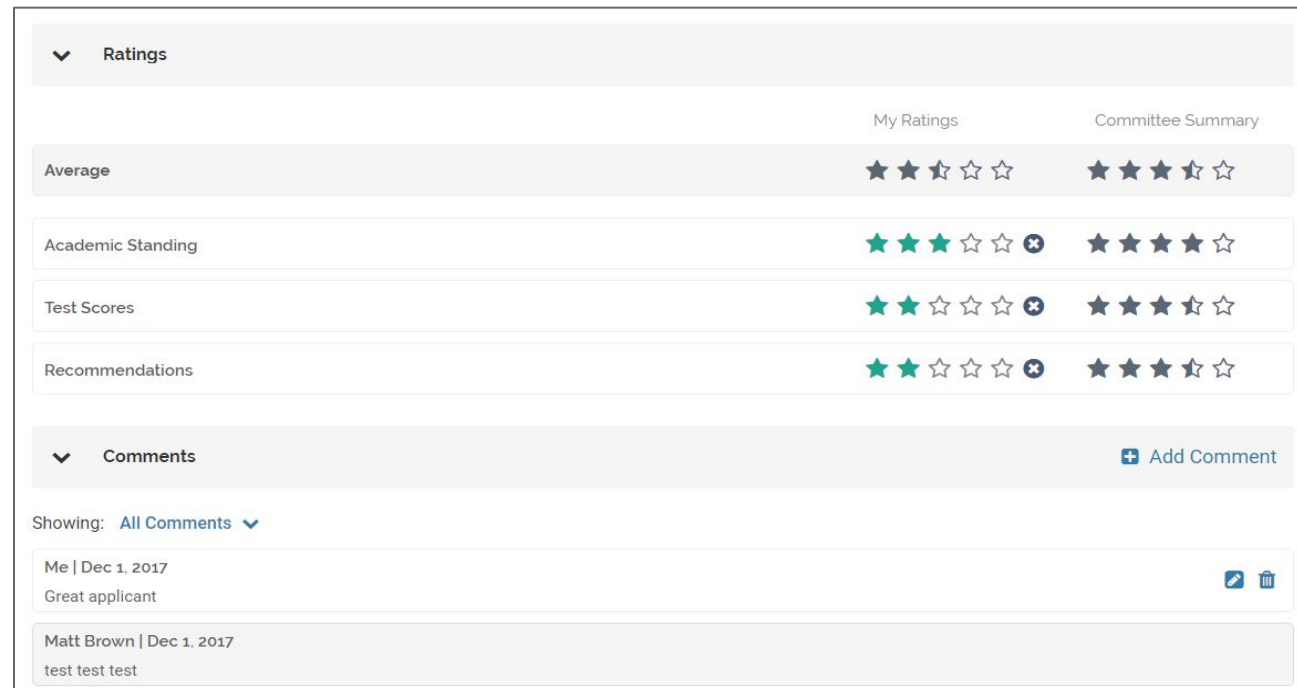 Ratings
My Ratings Committee Summary
Average
Academic Standing
Test Scores
Recommendations
Comments Add Comment
Showing: All Comments
Me | Dec 1, 2017
Great applicant
Matt Brown | Dec 1, 2017
test test test